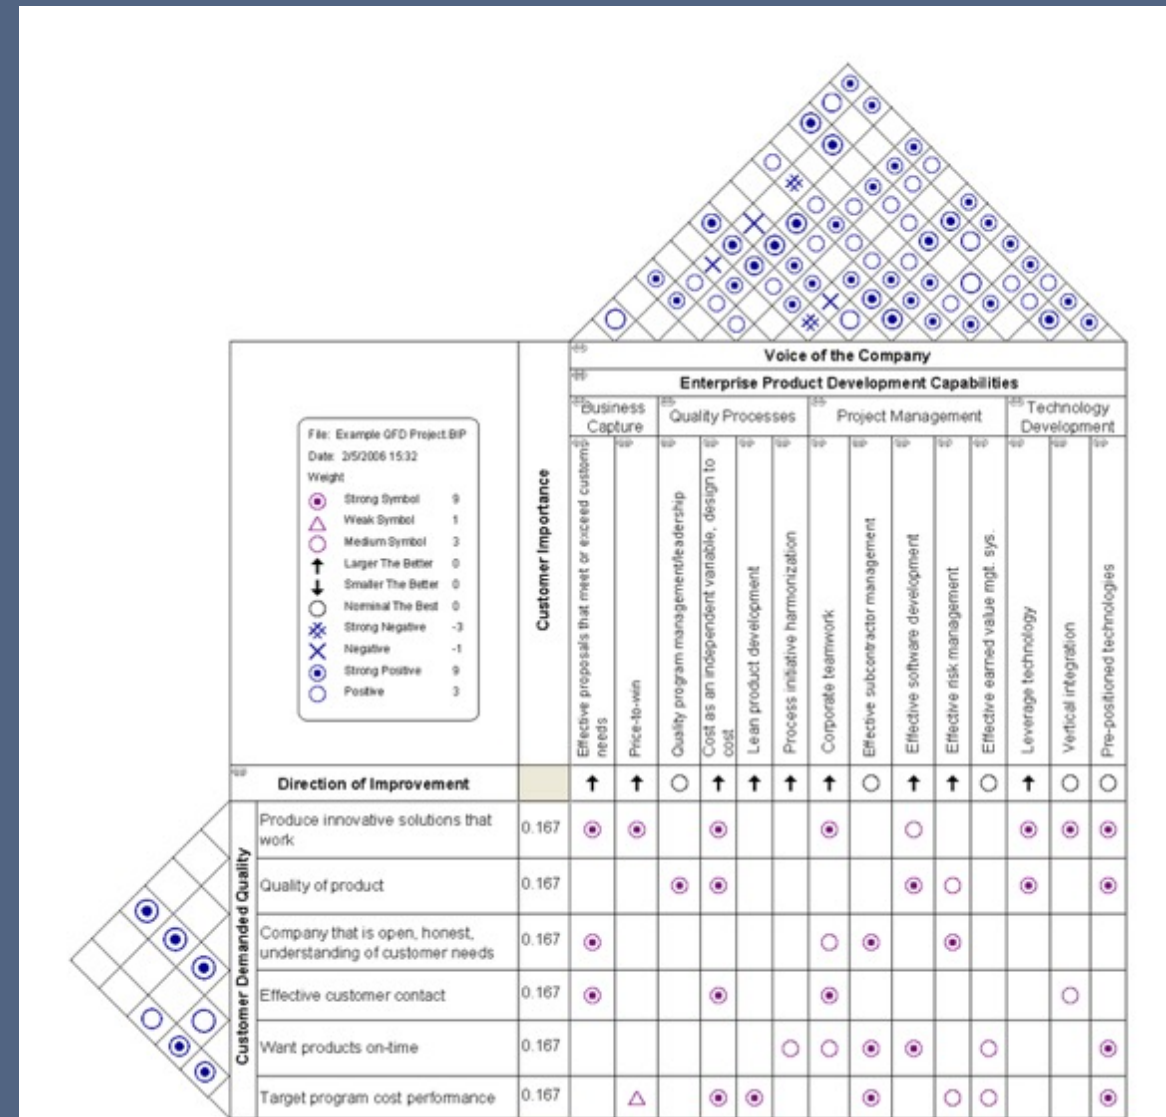 Voice of the Company
Enterprise Product Development Capabilities
Business
Capture
Quality Processes
Project Management
Technology
Development
File: Example QFD Project.BIP
Date: 2/5/2006 15:32
Weight
Strong Symbol 9
Weak Symbol 1
Medium Symbol 3
Larger The Better 0
Smaller The Better 0
Nominal The Best 0
Strong Negative -3
Negative -1
Strong Positive 9
Positive 3
Customer Importance
Effective proposals that meet or exceed customs
needs
Price-to-win
Quality program management/leadership
Cost as an independent variable, design to
cost
Lean product development
Process initiative harmonization
Corporate teamwork
Effective subcontractor management
Effective software development
Effective risk management
Effective earned value mgt. sys.
Leverage technology
Vertical integration
Pre-positioned technologies
Direction of Improvement
Customer Demanded Quality
Produce innovative solutions that
work
0.167
Quality of product
0.167
Company that is open, honest,
understanding of customer needs
0.167
Effective customer contact
0.167
Want products on-time
0.167
Target program cost performance
0.167